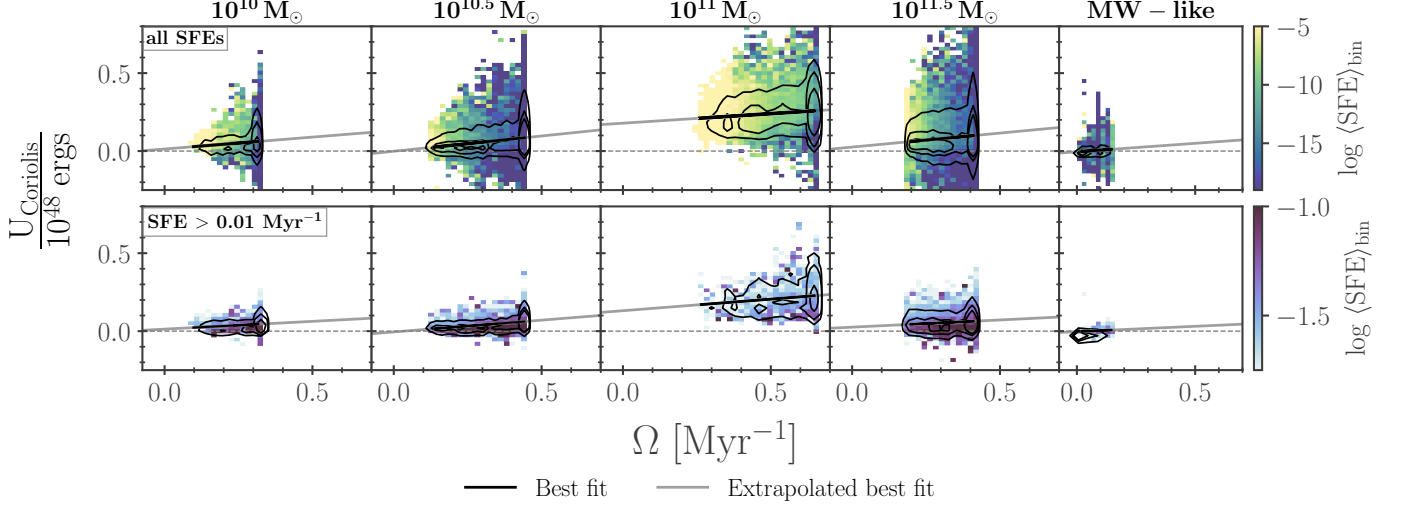 10^10 M⊙ 10^10.5 M⊙ 10^11 M⊙ 10^11.5 M⊙ MW − like
all SFEs
0.5
0.0
−5
−10
−15
log ⟨SFE⟩bin
U_Coriolis
10^48 ergs
SFE > 0.01 Myr^−1
0.5
0.0
−1.0
−1.5
log ⟨SFE⟩bin
0.0 0.5 0.0 0.5 0.0 0.5 0.0 0.5 0.0 0.5
Ω [Myr^−1]
Best fit Extrapolated best fit